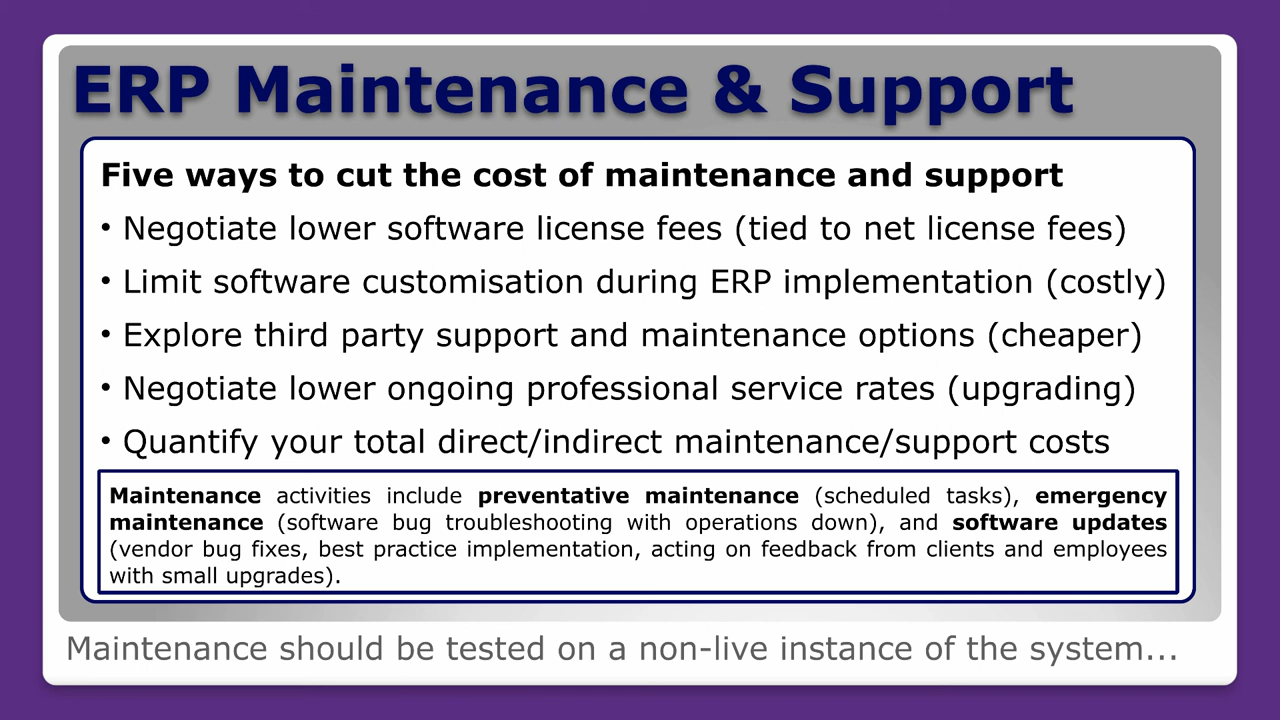 ERP Maintenance & Support
Five ways to cut the cost of maintenance and support
• Negotiate lower software license fees (tied to net license fees)
• Limit software customisation during ERP implementation (costly)
• Explore third party support and maintenance options (cheaper)
• Negotiate lower ongoing professional service rates (upgrading)
• Quantify your total direct/indirect maintenance/support costs
Maintenance activities include preventative maintenance (scheduled tasks), emergency
maintenance (software bug troubleshooting with operations down), and software updates
(vendor bug fixes, best practice implementation, acting on feedback from clients and employees
with small upgrades).
Maintenance should be tested on a non-live instance of the system...